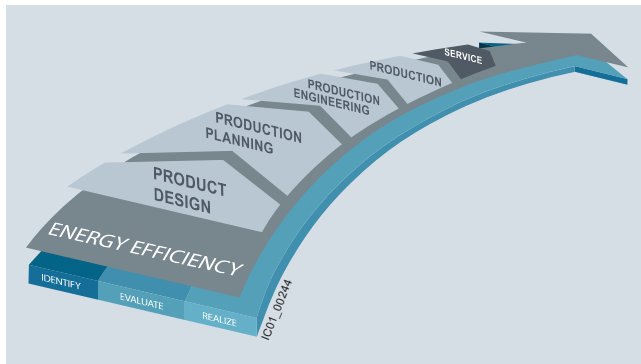 SERVICE
PRODUCTION
PRODUCTION
ENGINEERING
PRODUCTION
PLANNING
PRODUCT
DESIGN
ENERGY EFFICIENCY
IDENTIFY
EVALUATE
REALIZE
IC01_00244